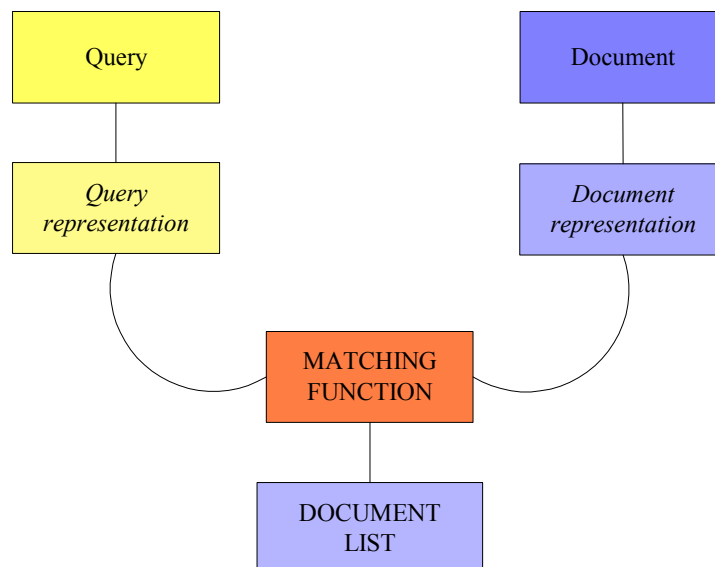 Query
Document
Query
representation
Document
representation
MATCHING
FUNCTION
DOCUMENT
LIST